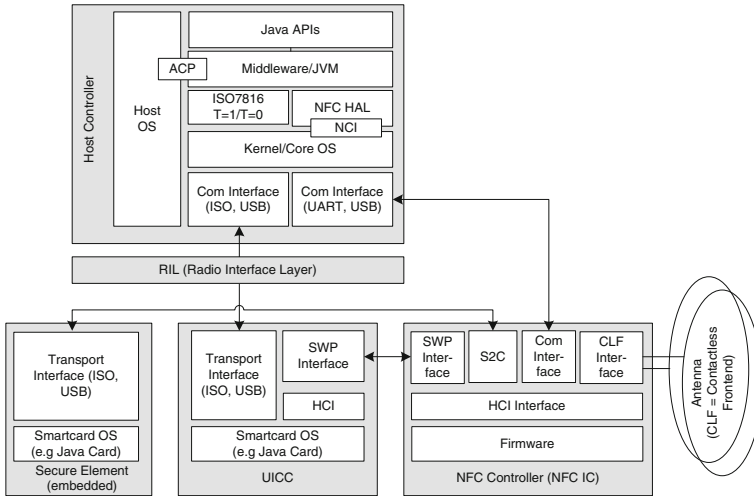 Host Controller
Host
OS
Java APIs
ACP
Middleware/JVM
ISO7816
T=1/T=0
NFC HAL
NCI
Kernel/Core OS
Com Interface
(ISO, USB)
Com Interface
(UART, USB)
RIL (Radio Interface Layer)
Transport
Interface (ISO,
USB)
Smartcard OS
(e.g Java Card)
Secure Element
(embedded)
Transport
Interface
(ISO, USB)
SWP
Interface
HCI
Smartcard OS
(e.g Java Card)
UICC
SWP
Inter-
face
S2C
Com
Inter-
face
CLF
Inter-
face
HCI Interface
Firmware
NFC Controller (NFC IC)
Antenna
(CLF = Contactless
Frontend)